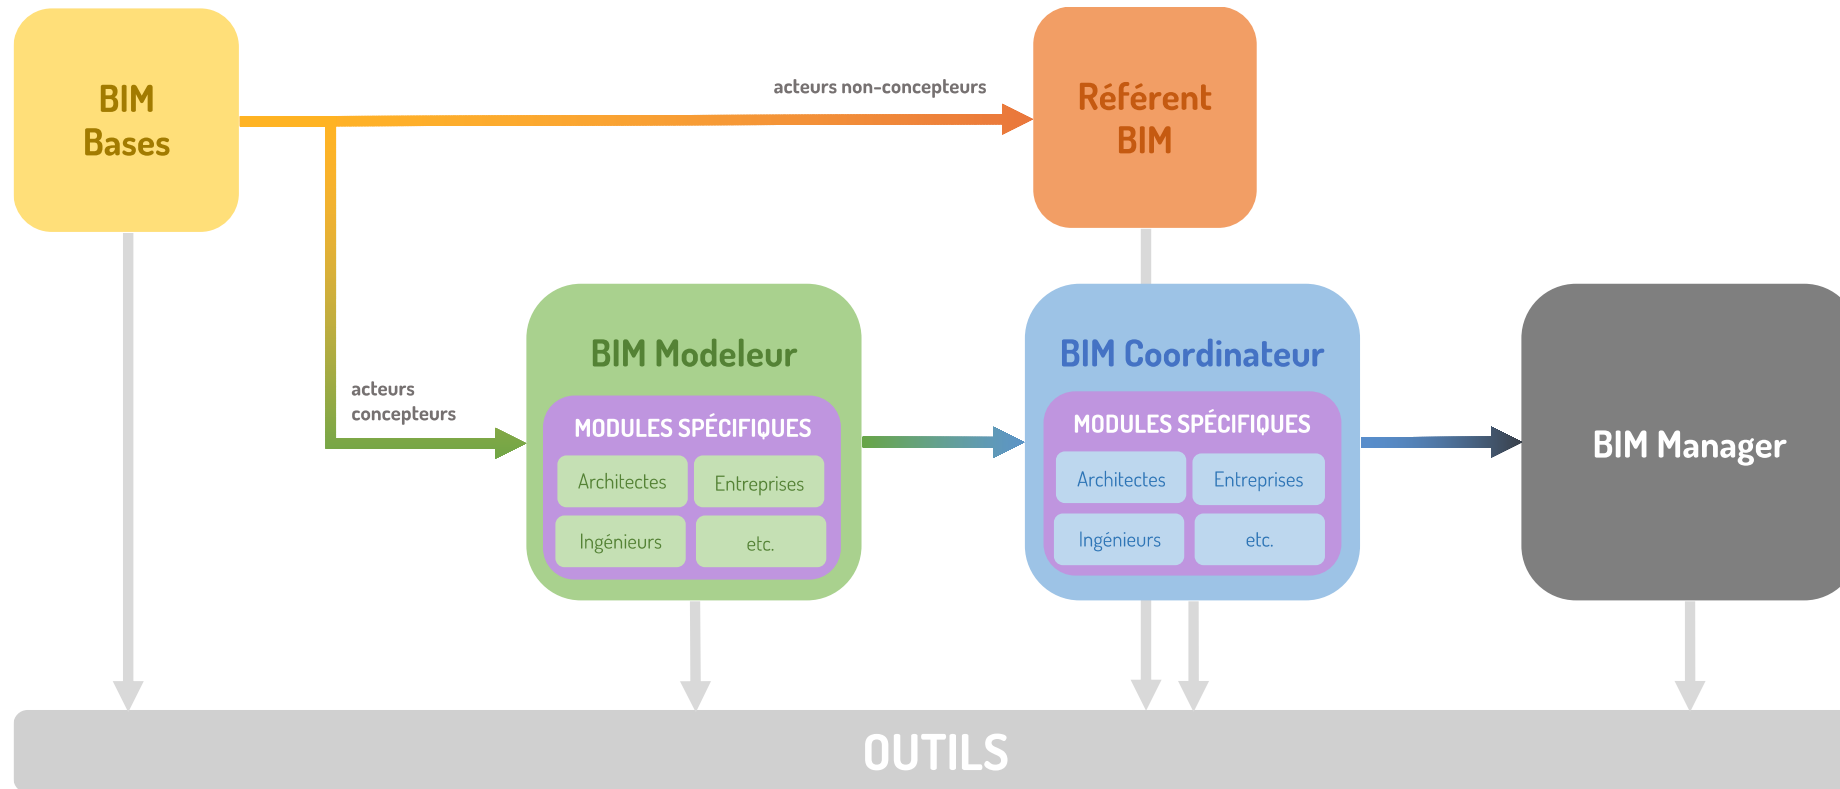 BIM
Bases
acteurs non-concepteurs
Référent
BIM
acteurs
concepteurs
BIM Modeleur
MODULES SPÉCIFIQUES
Architectes
Entreprises
Ingénieurs
etc.
BIM Coordinateur
MODULES SPÉCIFIQUES
Architectes
Entreprises
Ingénieurs
etc.
BIM Manager
OUTILS